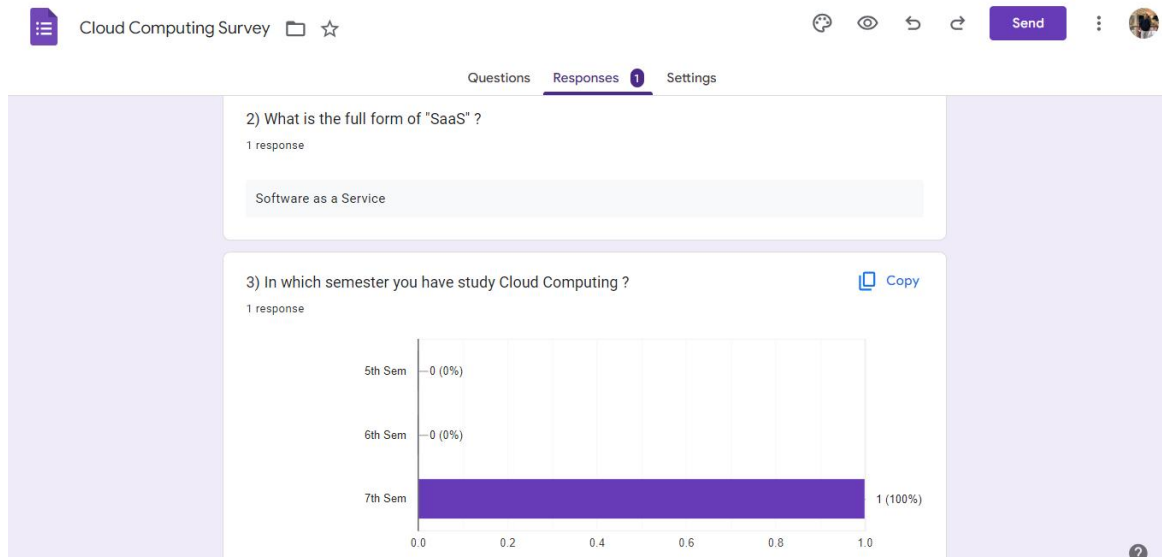 Cloud Computing Survey
Send
Questions Responses 1 Settings
2) What is the full form of "SaaS" ?
1 response
Software as a Service
3) In which semester you have study Cloud Computing ?
Copy
1 response
5th Sem 0 (0%)
6th Sem 0 (0%)
7th Sem 1 (100%)
0.0 0.2 0.4 0.6 0.8 1.0